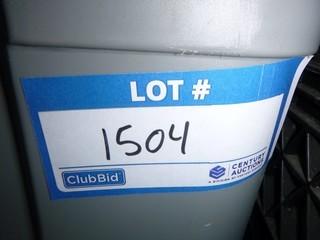 LOT #
1504
ClubBid
CENTURY
AUCTIONS